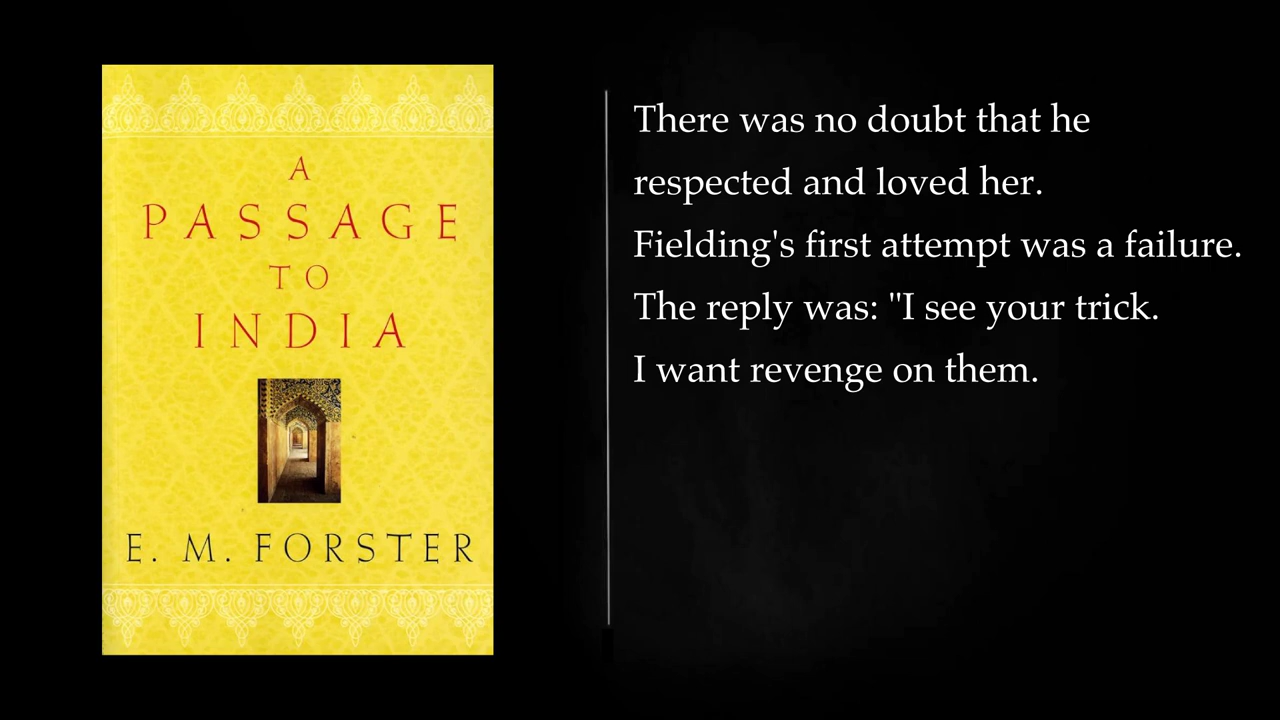 A
PASSAGE
TO
INDIA
E. M. FORSTER
There was no doubt that he
respected and loved her.
Fielding's first attempt was a failure.
The reply was: "I see your trick.
I want revenge on them.